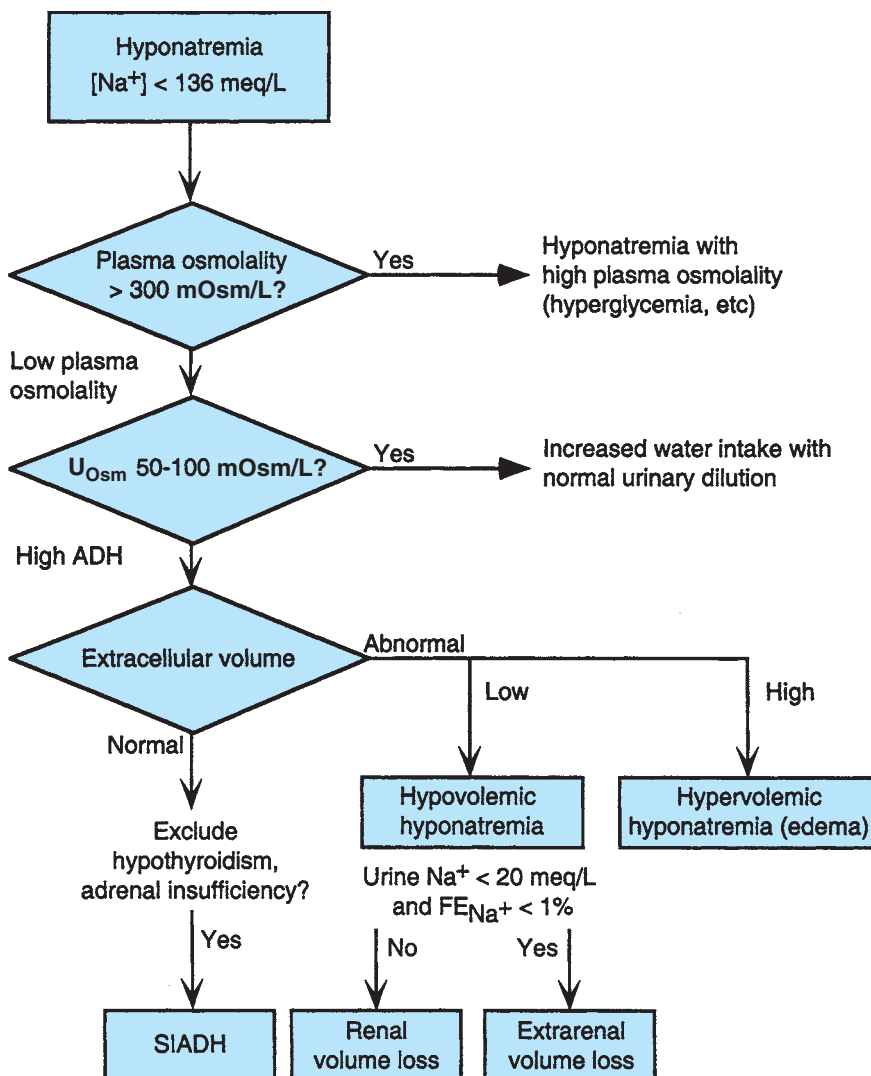 Hyponatremia
[Na+] < 136 meq/L
Plasma osmolality
> 300 mOsm/L?
Yes
Hyponatremia with
high plasma osmolality
(hyperglycemia, etc)
Low plasma
osmolality
UOsm 50-100 mOsm/L?
Yes
Increased water intake with
normal urinary dilution
High ADH
Extracellular volume
Abnormal
Low
High
Normal
Hypovolemic
hyponatremia
Hypervolemic
hyponatremia (edema)
Exclude
hypothyroidism,
adrenal insufficiency?
Urine Na+ < 20 meq/L
and FENa+ < 1%
Yes
No
Yes
SIADH
Renal
volume loss
Extrarenal
volume loss